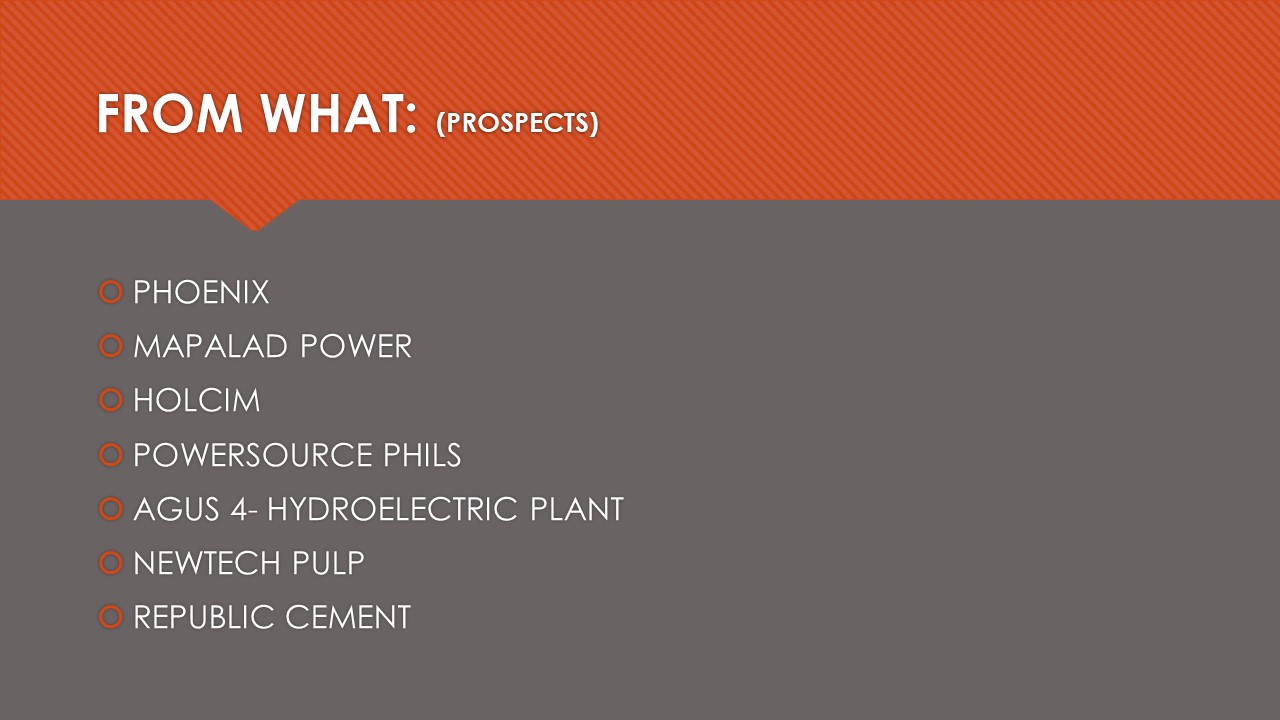 FROM WHAT: (PROSPECTS)
PHOENIX
MAPALAD POWER
HOLCIM
POWERSOURCE PHILS
AGUS 4- HYDROELECTRIC PLANT
NEWTECH PULP
REPUBLIC CEMENT